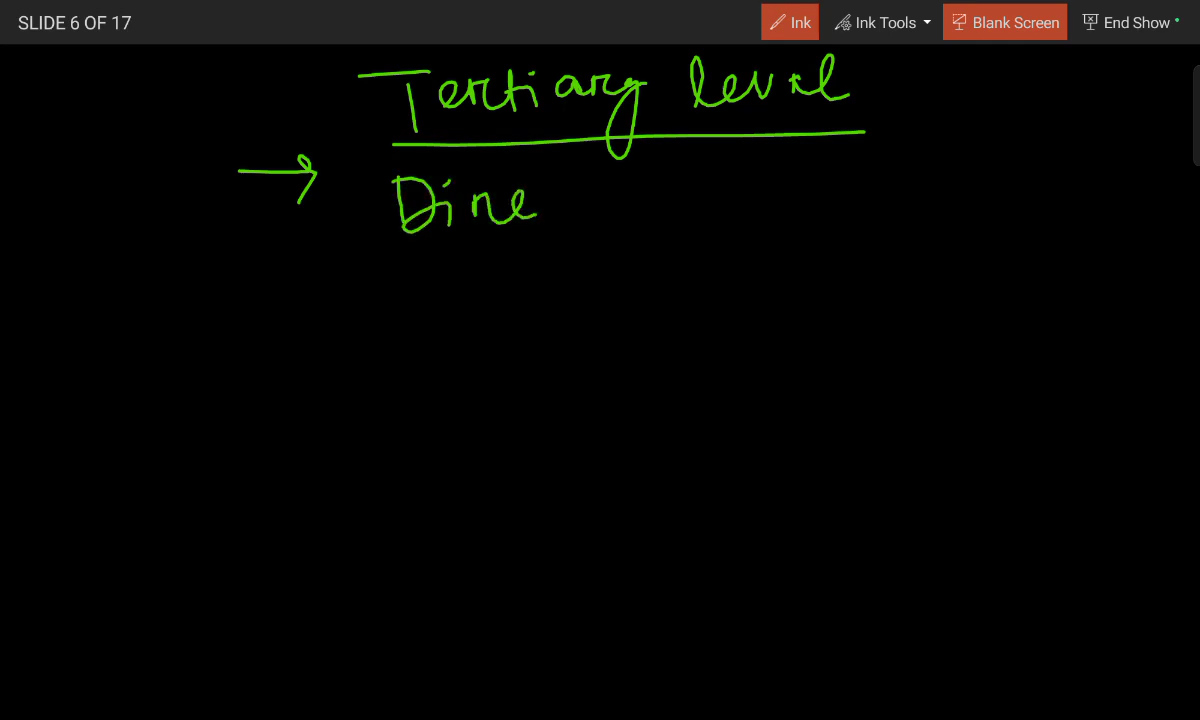 SLIDE 6 OF 17 Ink Ink Tools Blank Screen End Show
Tertiary level
→ Dine